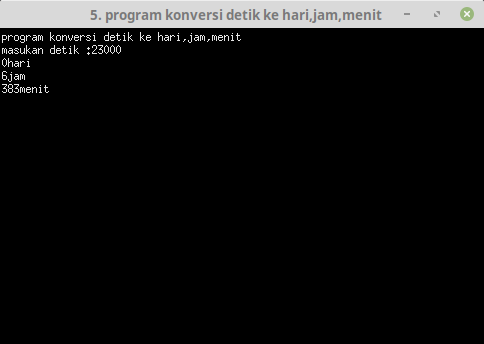 5. program konversi detik ke hari,jam,menit
program konversi detik ke hari,jam,menit
masukan detik :23000
0hari
6jam
383menit